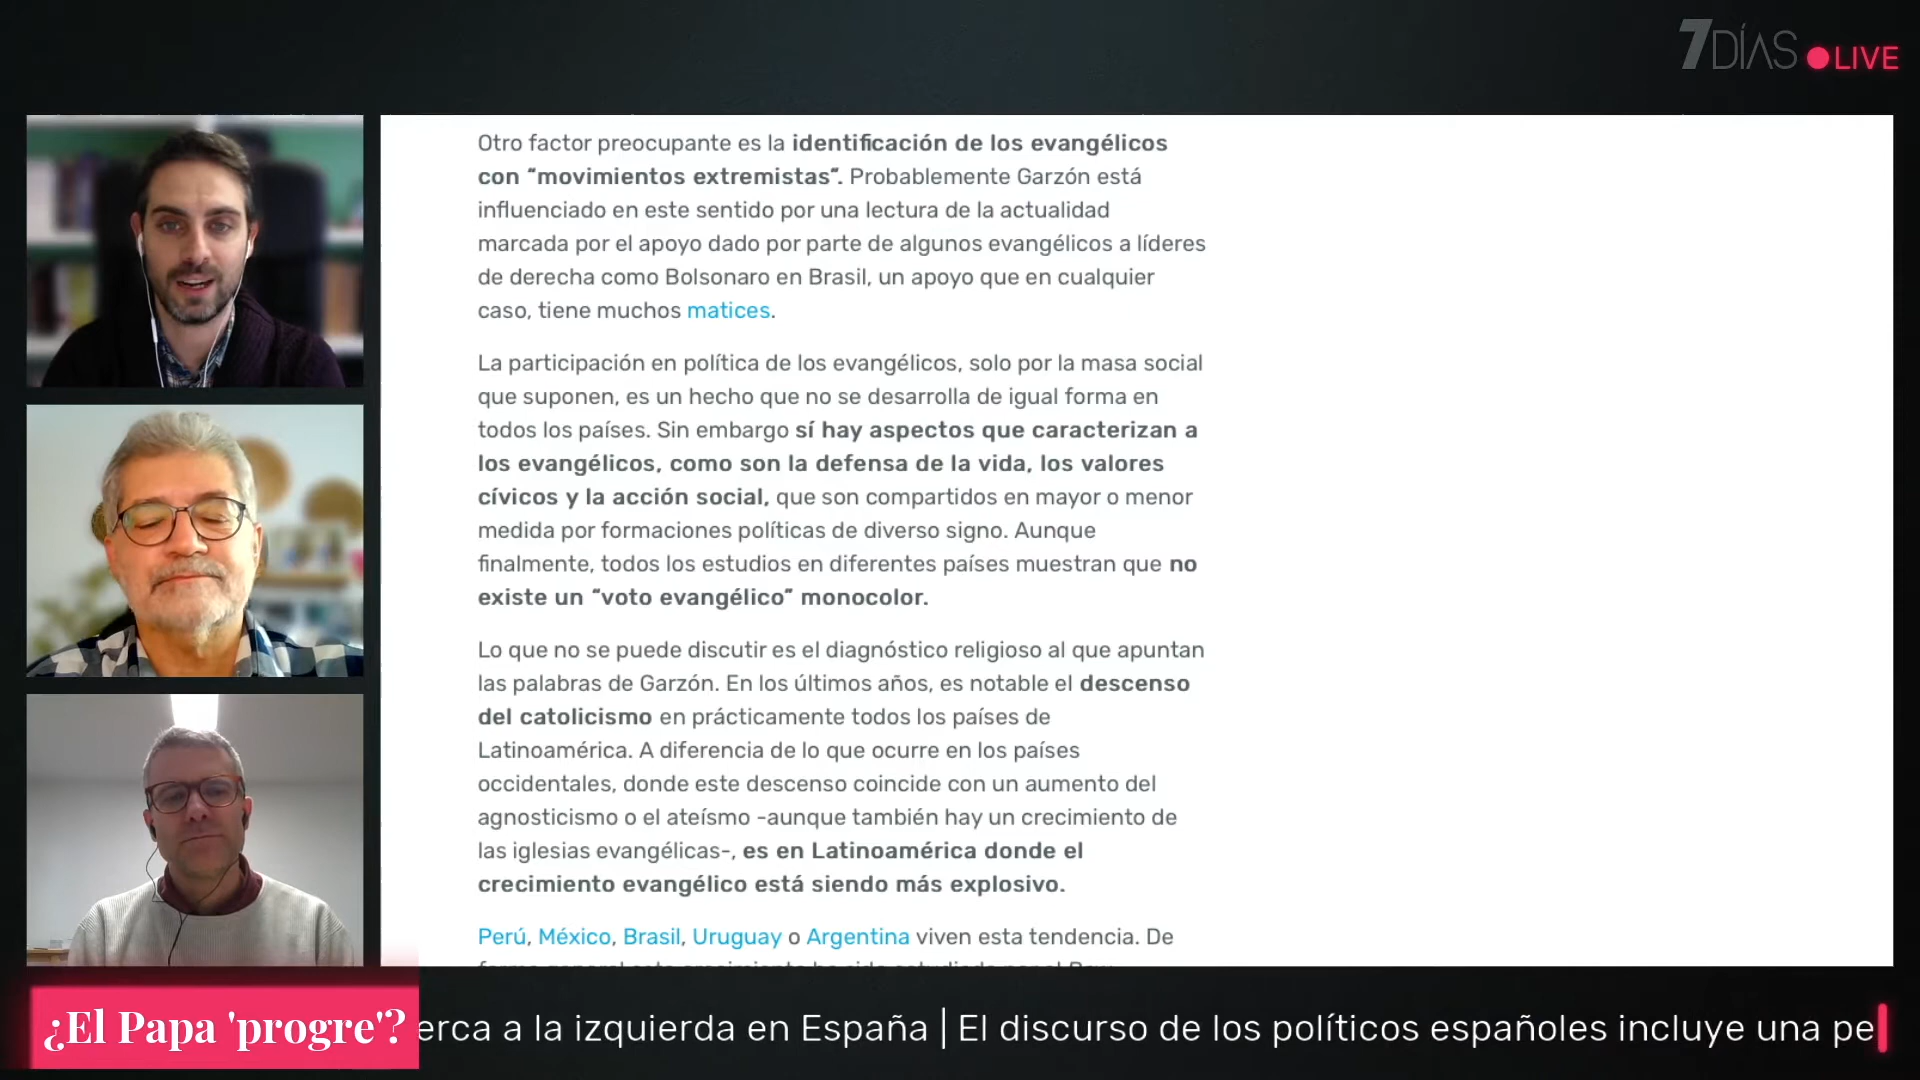 7DÍAS LIVE
Otro factor preocupante es la identificación de los evangélicos
con “movimientos extremistas“. Probablemente Garzón está
influenciado en este sentido por una lectura de la actualidad
marcada por el apoyo dado por parte de algunos evangélicos a líderes
de derecha como Bolsonaro en Brasil, un apoyo que en cualquier
caso, tiene muchos matices.
La participación en política de los evangélicos, solo por la masa social
que suponen, es un hecho que no se desarrolla de igual forma en
todos los países. Sin embargo sí hay aspectos que caracterizan a
los evangélicos, como son la defensa de la vida, los valores
cívicos y la acción social, que son compartidos en mayor o menor
medida por formaciones políticas de diverso signo. Aunque
finalmente, todos los estudios en diferentes países muestran que no
existe un “voto evangélico” monocolor.
Lo que no se puede discutir es el diagnóstico religioso al que apuntan
las palabras de Garzón. En los últimos años, es notable el descenso
del catolicismo en prácticamente todos los países de
Latinoamérica. A diferencia de lo que ocurre en los países
occidentales, donde este descenso coincide con un aumento del
agnosticismo o el ateísmo -aunque también hay un crecimiento de
las iglesias evangélicas-, es en Latinoamérica donde el
crecimiento evangélico está siendo más explosivo.
Perú, México, Brasil, Uruguay o Argentina viven esta tendencia. De
¿El Papa 'progre'?
erca a la izquierda en España | El discurso de los políticos españoles incluye una pe